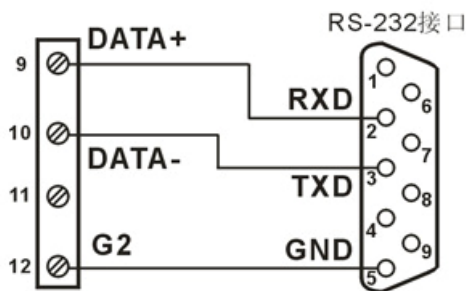 RS-232接口
DATA+
9
1
RXD
6
2
10
DATA-
7
3
TXD
8
11
4
G2
GND
9
12
5